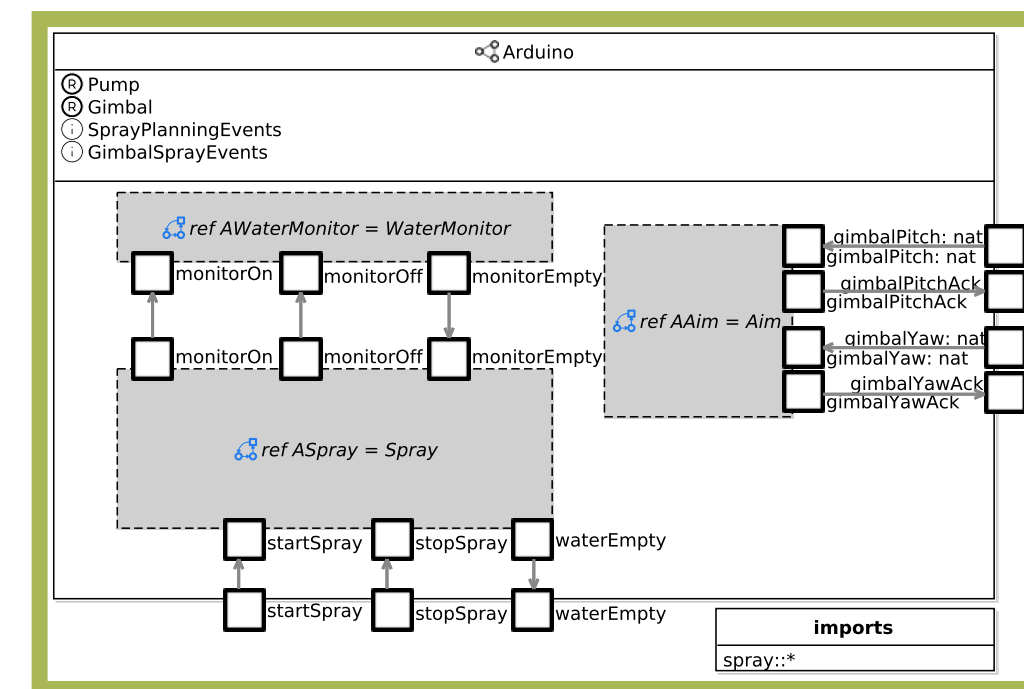 Arduino
R Pump
R Gimbal
i SprayPlanningEvents
i GimbalSprayEvents
ref AWaterMonitor = WaterMonitor
monitorOn
monitorOff
monitorEmpty
monitorOn
monitorOff
monitorEmpty
ref ASpray = Spray
startSpray
stopSpray
waterEmpty
startSpray
stopSpray
waterEmpty
ref AAim = Aim
gimbalPitch: nat
gimbalPitch: nat
gimbalPitchAck
gimbalPitchAck
gimbalYaw: nat
gimbalYaw: nat
gimbalYawAck
gimbalYawAck
imports
spray::*